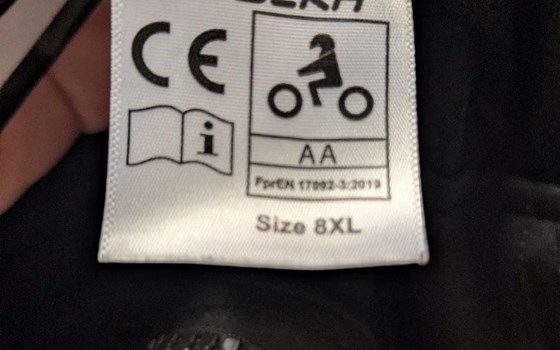 CE
i
AA
FprEN 17092-3:2019
Size 8XL